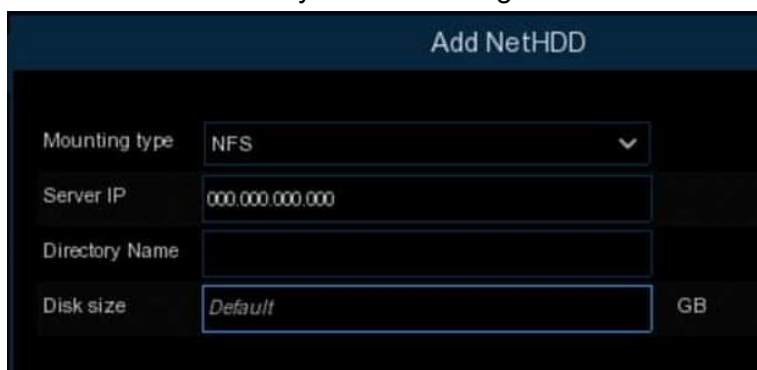 Add NetHDD
Mounting type NFS
Server IP 000.000.000.000
Directory Name
Disk size Default GB